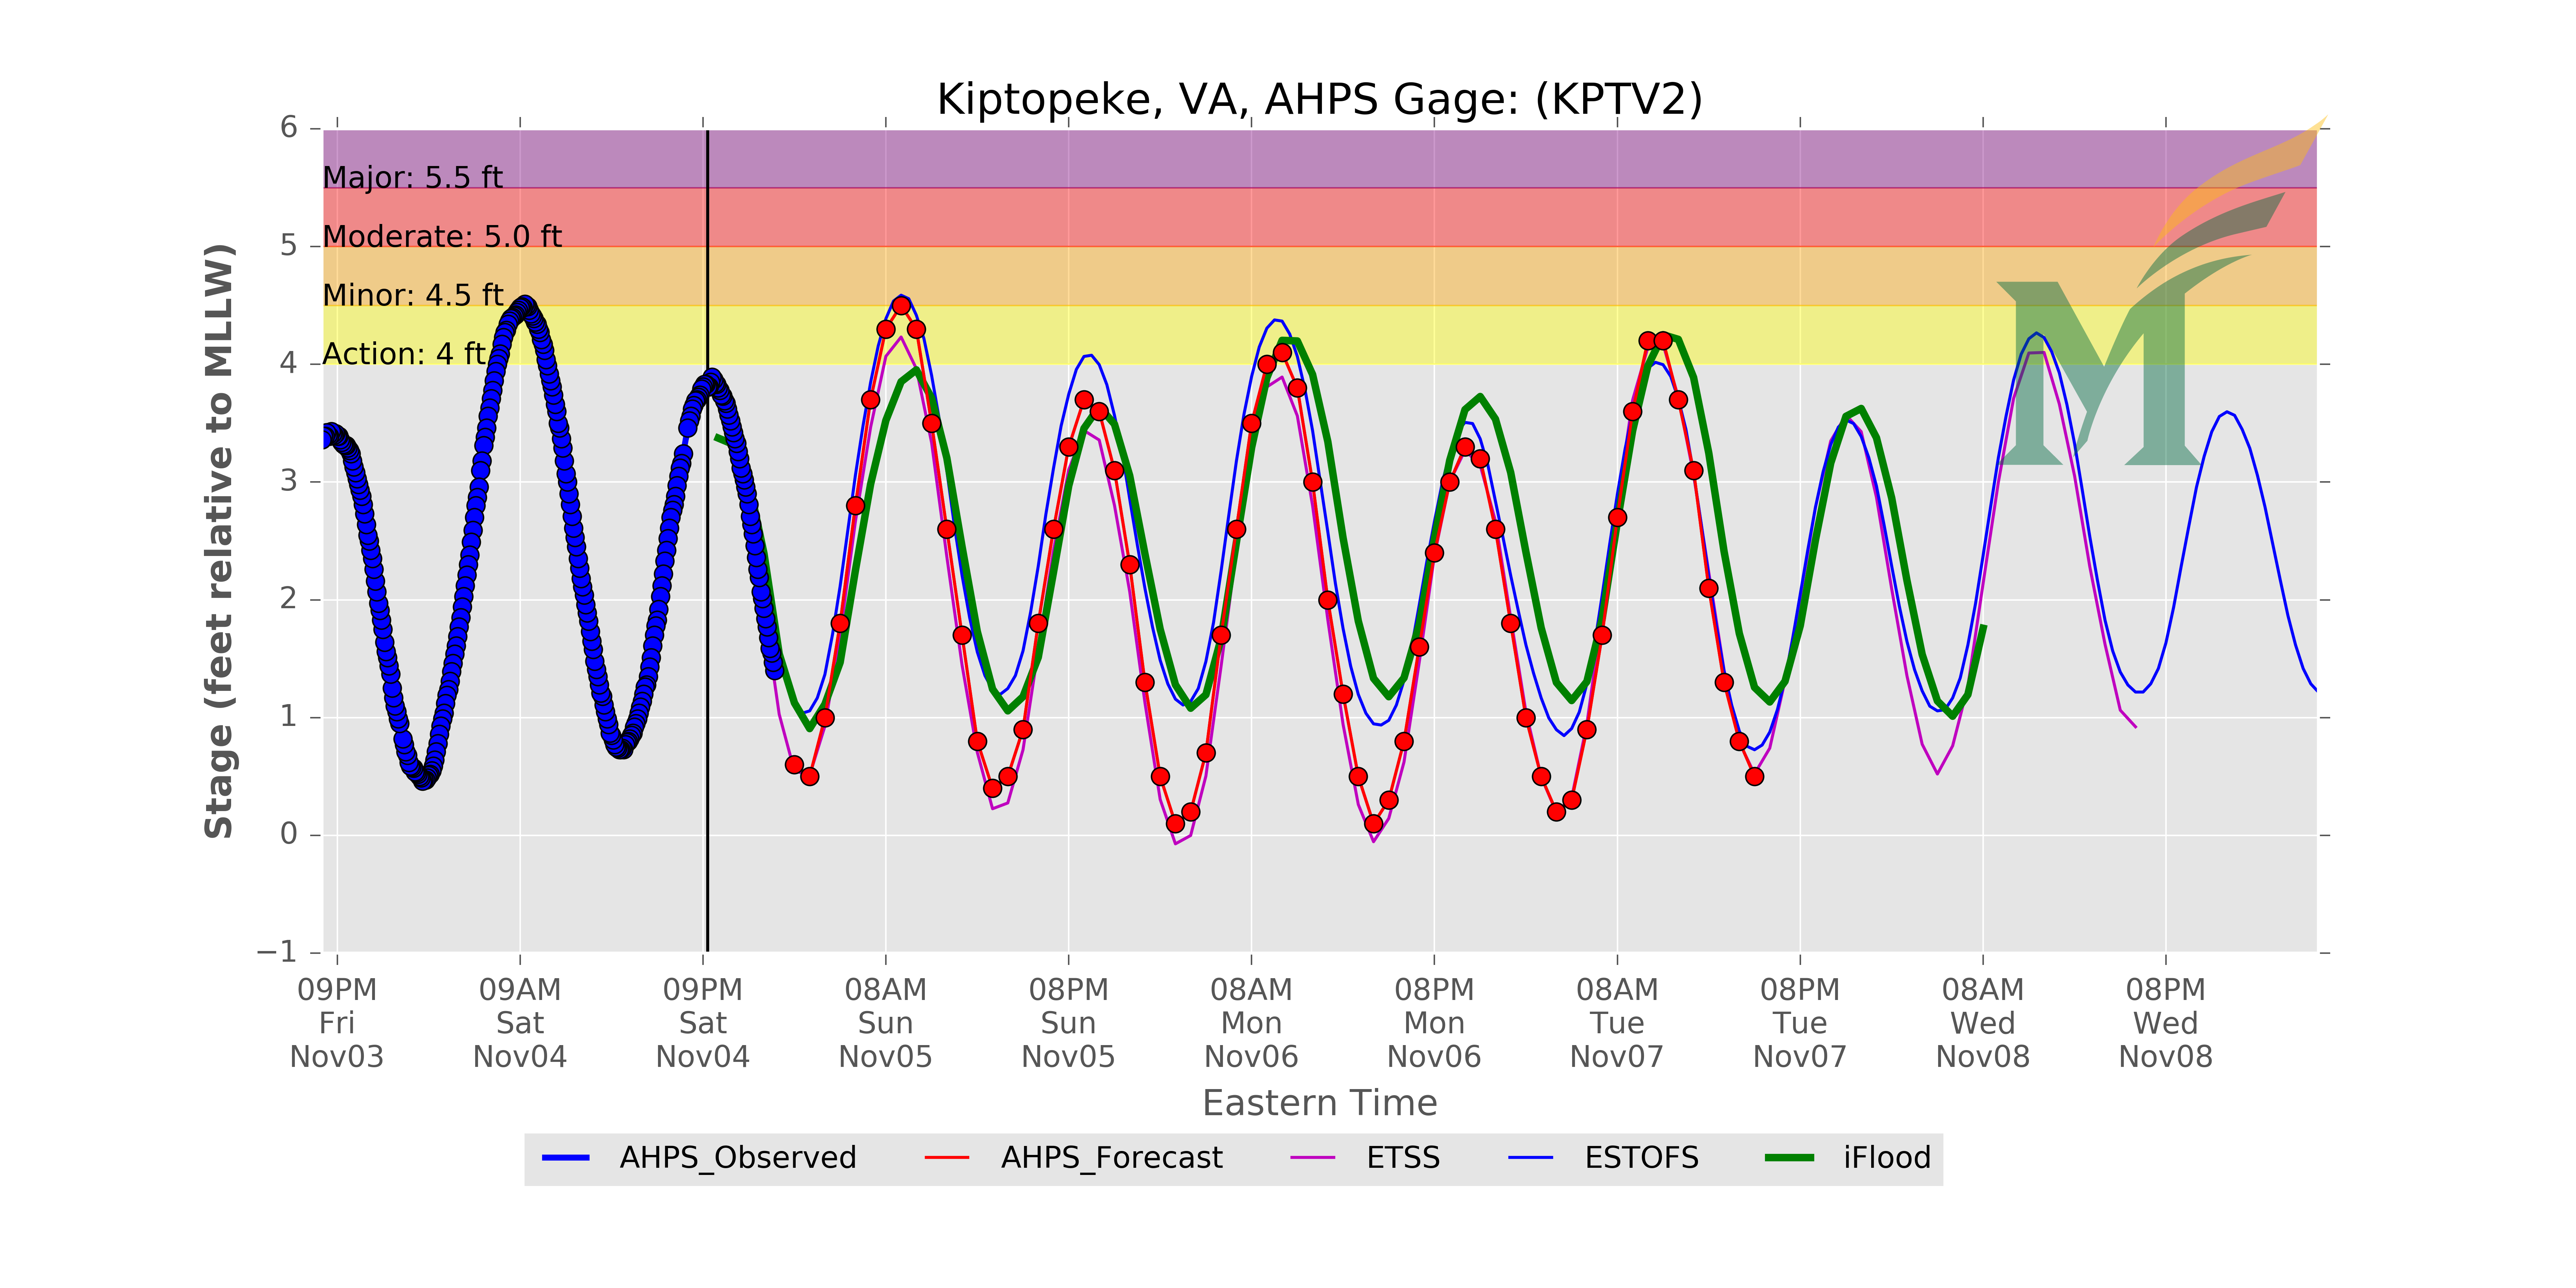 Kiptopeke, VA, AHPS Gage: (KPTV2)
6
5
4
3
2
1
0
−1
Stage (feet relative to MLLW)
Major: 5.5 ft
Moderate: 5.0 ft
Minor: 4.5 ft
Action: 4 ft
09PM Fri Nov03
09AM Sat Nov04
09PM Sat Nov04
08AM Sun Nov05
08PM Sun Nov05
08AM Mon Nov06
08PM Mon Nov06
08AM Tue Nov07
08PM Tue Nov07
08AM Wed Nov08
08PM Wed Nov08
Eastern Time
AHPS_Observed
AHPS_Forecast
ETSS
ESTOFS
iFlood
M